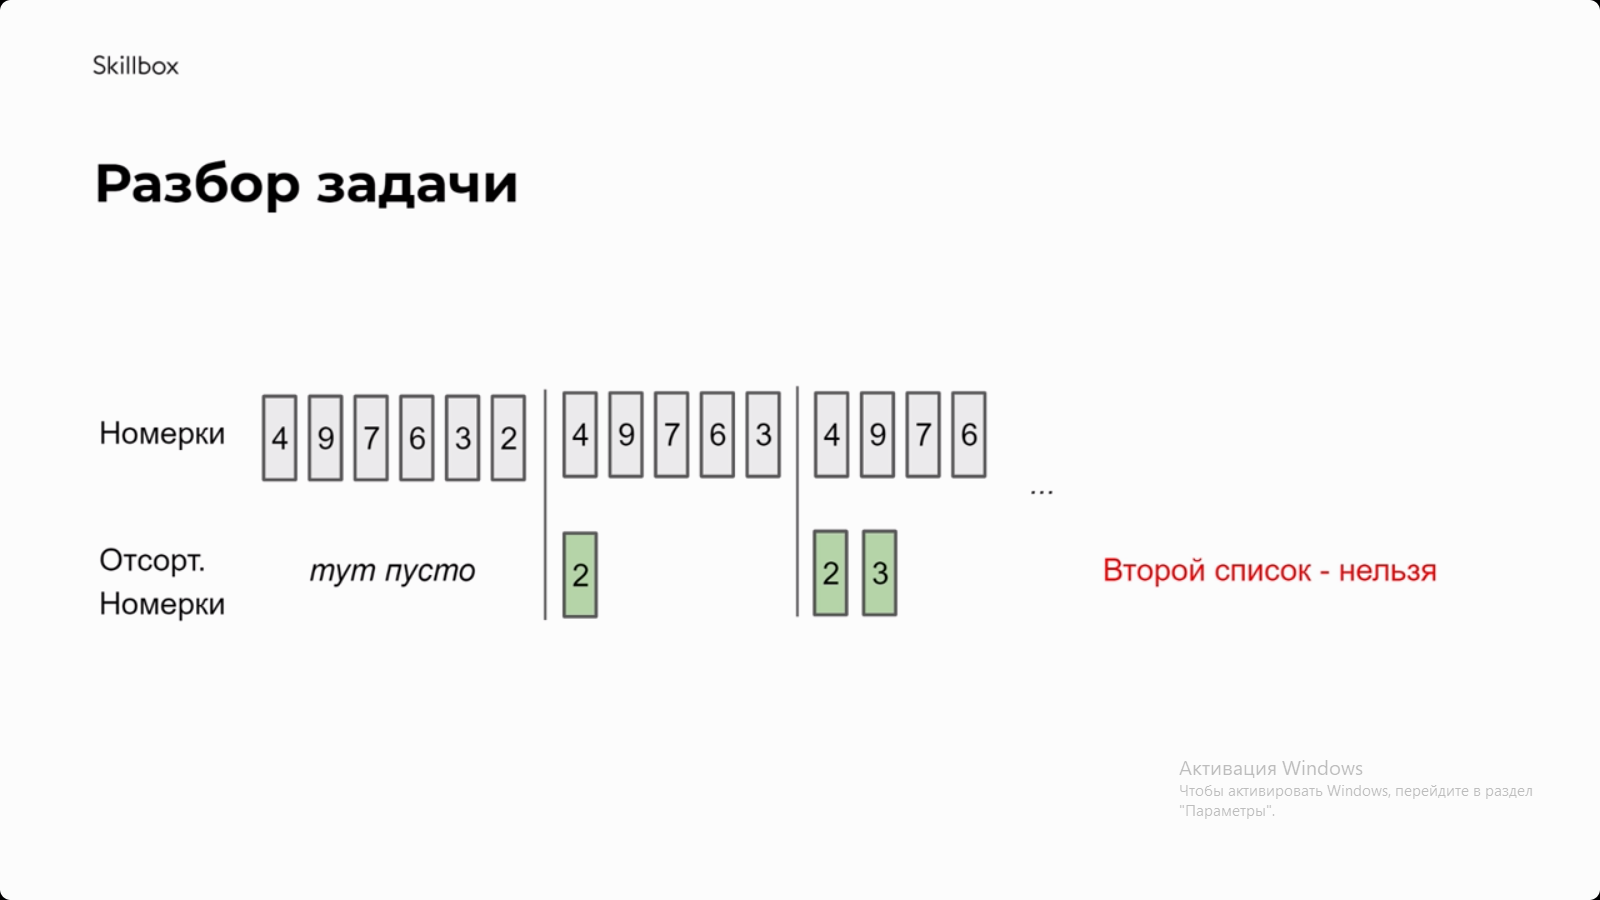 Skillbox
Разбор задачи
Номерки 4 9 7 6 3 2 4 9 7 6 3 4 9 7 6
...
Отсорт.
Номерки
тут пусто 2 2 3 Второй список - нельзя
Активация Windows
Чтобы активировать Windows, перейдите в раздел
"Параметры".